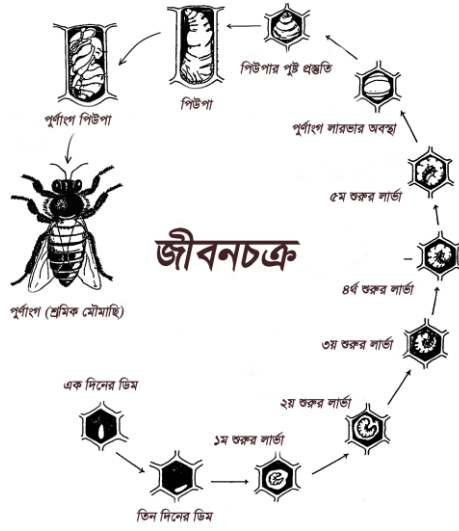 পিউপার পুষ্ট প্রস্তুতি
পিউপা
পুর্ণাংগ পিউপা
পুর্ণাংগ লারভার অবস্থা
৫ম শুরুর লার্ভা
জীবনচক্র
৪র্থ শুরুর লার্ভা
পুর্ণাংগ (শ্রমিক মৌমাছি)
৩য় শুরুর লার্ভা
এক দিনের ডিম
২য় শুরুর লার্ভা
১ম শুরুর লার্ভা
তিন দিনের ডিম